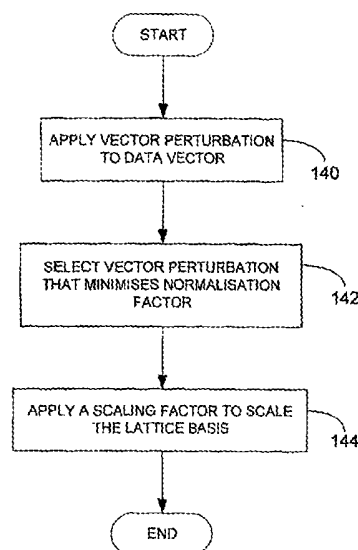 START
APPLY VECTOR PERTURBATION
TO DATA VECTOR
140
SELECT VECTOR PERTURBATION
THAT MINIMISES NORMALISATION
FACTOR
142
APPLY A SCALING FACTOR TO SCALE
THE LATTICE BASIS
144
END